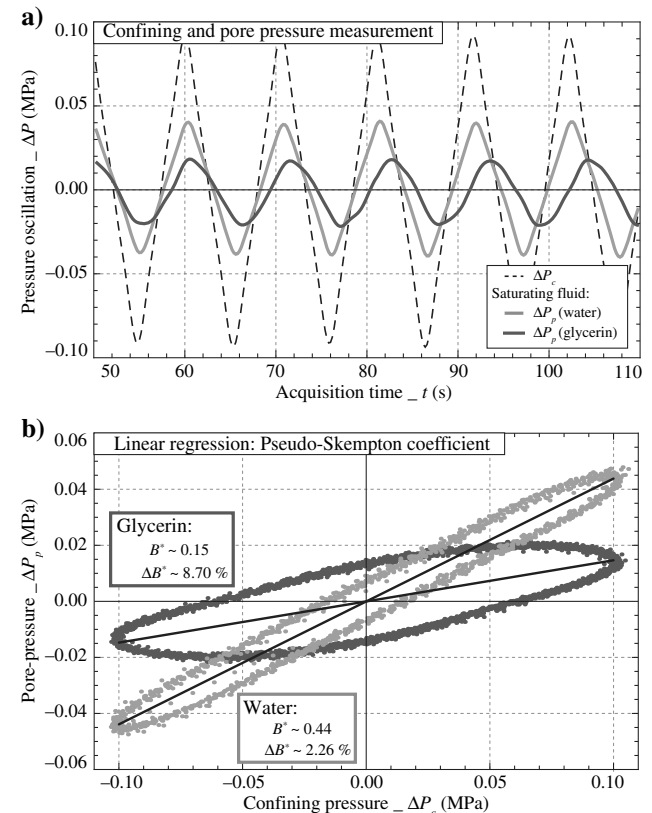 a)
Confining and pore pressure measurement
Pressure oscillation _ ΔP (MPa)
0.10
0.05
0.00
−0.05
−0.10
50 60 70 80 90 100 110
Acquisition time _ t (s)
ΔPc
Saturating fluid:
ΔPp (water)
ΔPp (glycerin)
b)
Linear regression: Pseudo-Skempton coefficient
Pore-pressure _ ΔPp (MPa)
0.06
0.04
0.02
0.00
−0.02
−0.04
−0.06
Glycerin:
B* ~ 0.15
ΔB* ~ 8.70 %
Water:
B* ~ 0.44
ΔB* ~ 2.26 %
−0.10 −0.05 0.00 0.05 0.10
Confining pressure _ ΔPc (MPa)